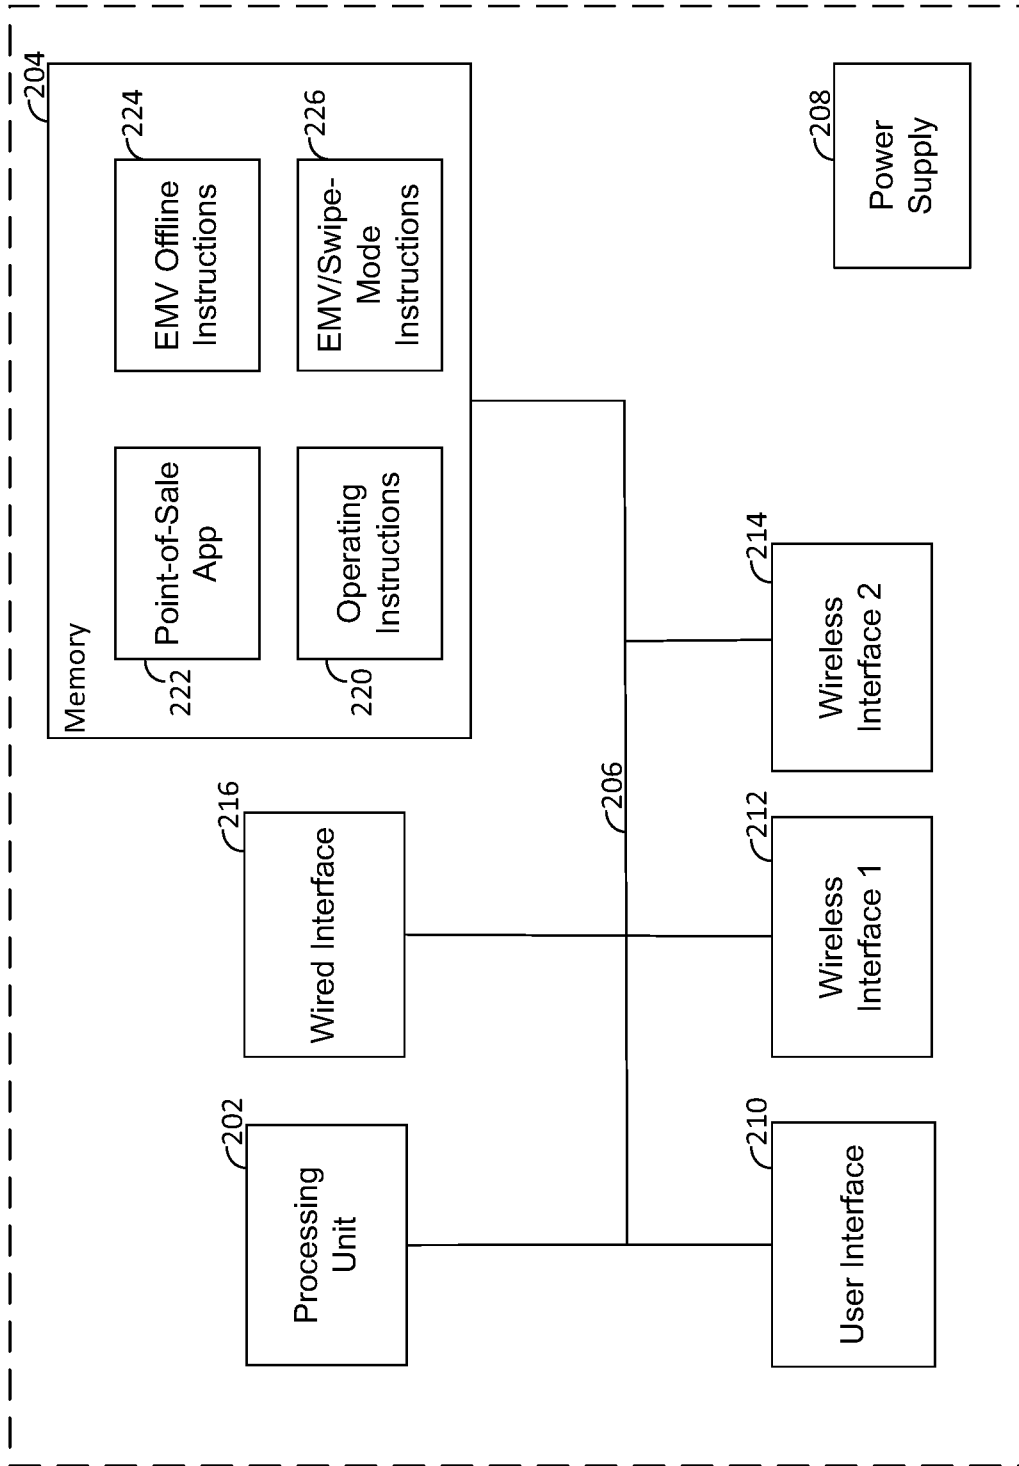 202
Processing
Unit
216
Wired Interface
204
Memory
222
Point-of-Sale
App
224
EMV Offline
Instructions
220
Operating
Instructions
226
EMV/Swipe-
Mode
Instructions
206
210
User Interface
212
Wireless
Interface 1
214
Wireless
Interface 2
208
Power
Supply